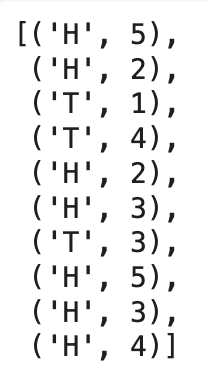 [('H', 5),
('H', 2),
('T', 1),
('T', 4),
('H', 2),
('H', 3),
('T', 3),
('H', 5),
('H', 3),
('H', 4)]